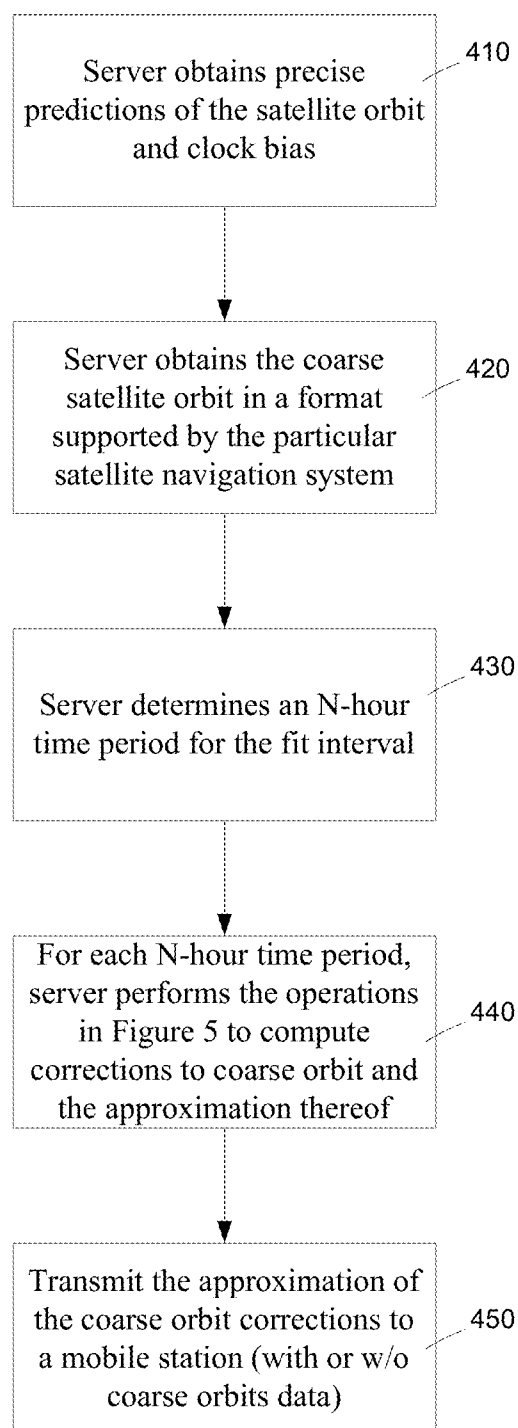 Server obtains precise
predictions of the satellite orbit
and clock bias
410
Server obtains the coarse
satellite orbit in a format
supported by the particular
satellite navigation system
420
Server determines an N-hour
time period for the fit interval
430
For each N-hour time period,
server performs the operations
in Figure 5 to compute
corrections to coarse orbit and
the approximation thereof
440
Transmit the approximation of
the coarse orbit corrections to
a mobile station (with or w/o
coarse orbits data)
450